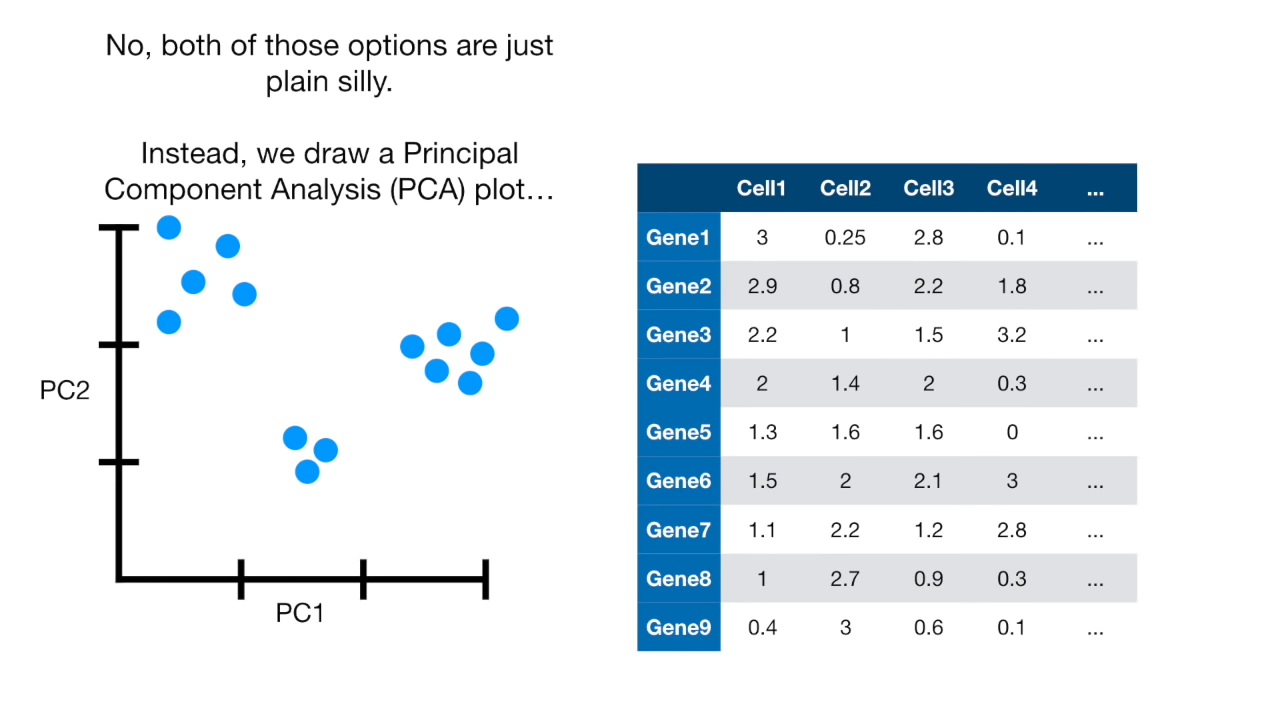 No, both of those options are just
plain silly.
Instead, we draw a Principal
Component Analysis (PCA) plot…
PC2
PC1
Cell1 Cell2 Cell3 Cell4 ...
Gene1 3 0.25 2.8 0.1 ...
Gene2 2.9 0.8 2.2 1.8 ...
Gene3 2.2 1 1.5 3.2 ...
Gene4 2 1.4 2 0.3 ...
Gene5 1.3 1.6 1.6 0 ...
Gene6 1.5 2 2.1 3 ...
Gene7 1.1 2.2 1.2 2.8 ...
Gene8 1 2.7 0.9 0.3 ...
Gene9 0.4 3 0.6 0.1 ...